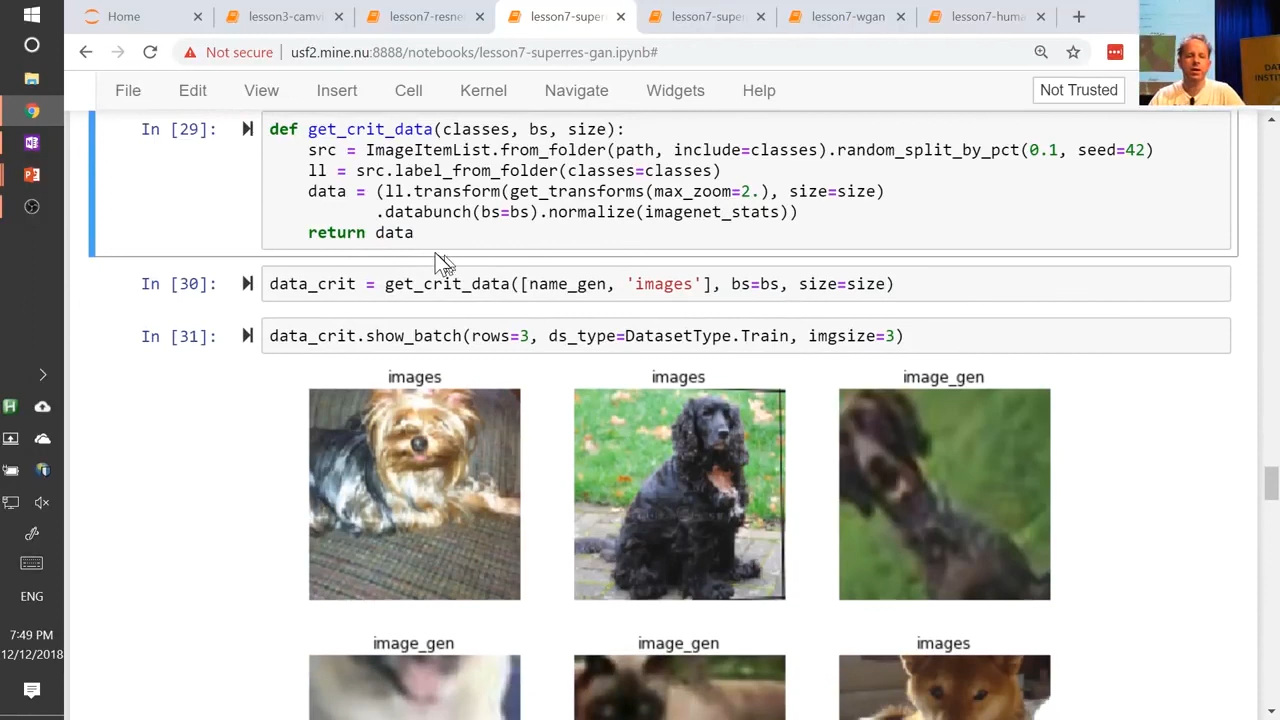 Home
lesson3-camvi
lesson7-resne
lesson7-super
lesson7-supe
lesson7-wgan
lesson7-huma
Not secure
usf2.mine.nu:8888/notebooks/lesson7-superres-gan.ipynb#
File Edit View Insert Cell Kernel Navigate Widgets Help
Not Trusted
In [29]:
def get_crit_data(classes, bs, size):
src = ImageItemList.from_folder(path, include=classes).random_split_by_pct(0.1, seed=42)
ll = src.label_from_folder(classes=classes)
data = (ll.transform(get_transforms(max_zoom=2.), size=size)
.databunch(bs=bs).normalize(imagenet_stats))
return data
In [30]:
data_crit = get_crit_data([name_gen, 'images'], bs=bs, size=size)
In [31]:
data_crit.show_batch(rows=3, ds_type=DatasetType.Train, imgsize=3)
images images image_gen
image_gen image_gen images
ENG
7:49 PM
12/12/2018